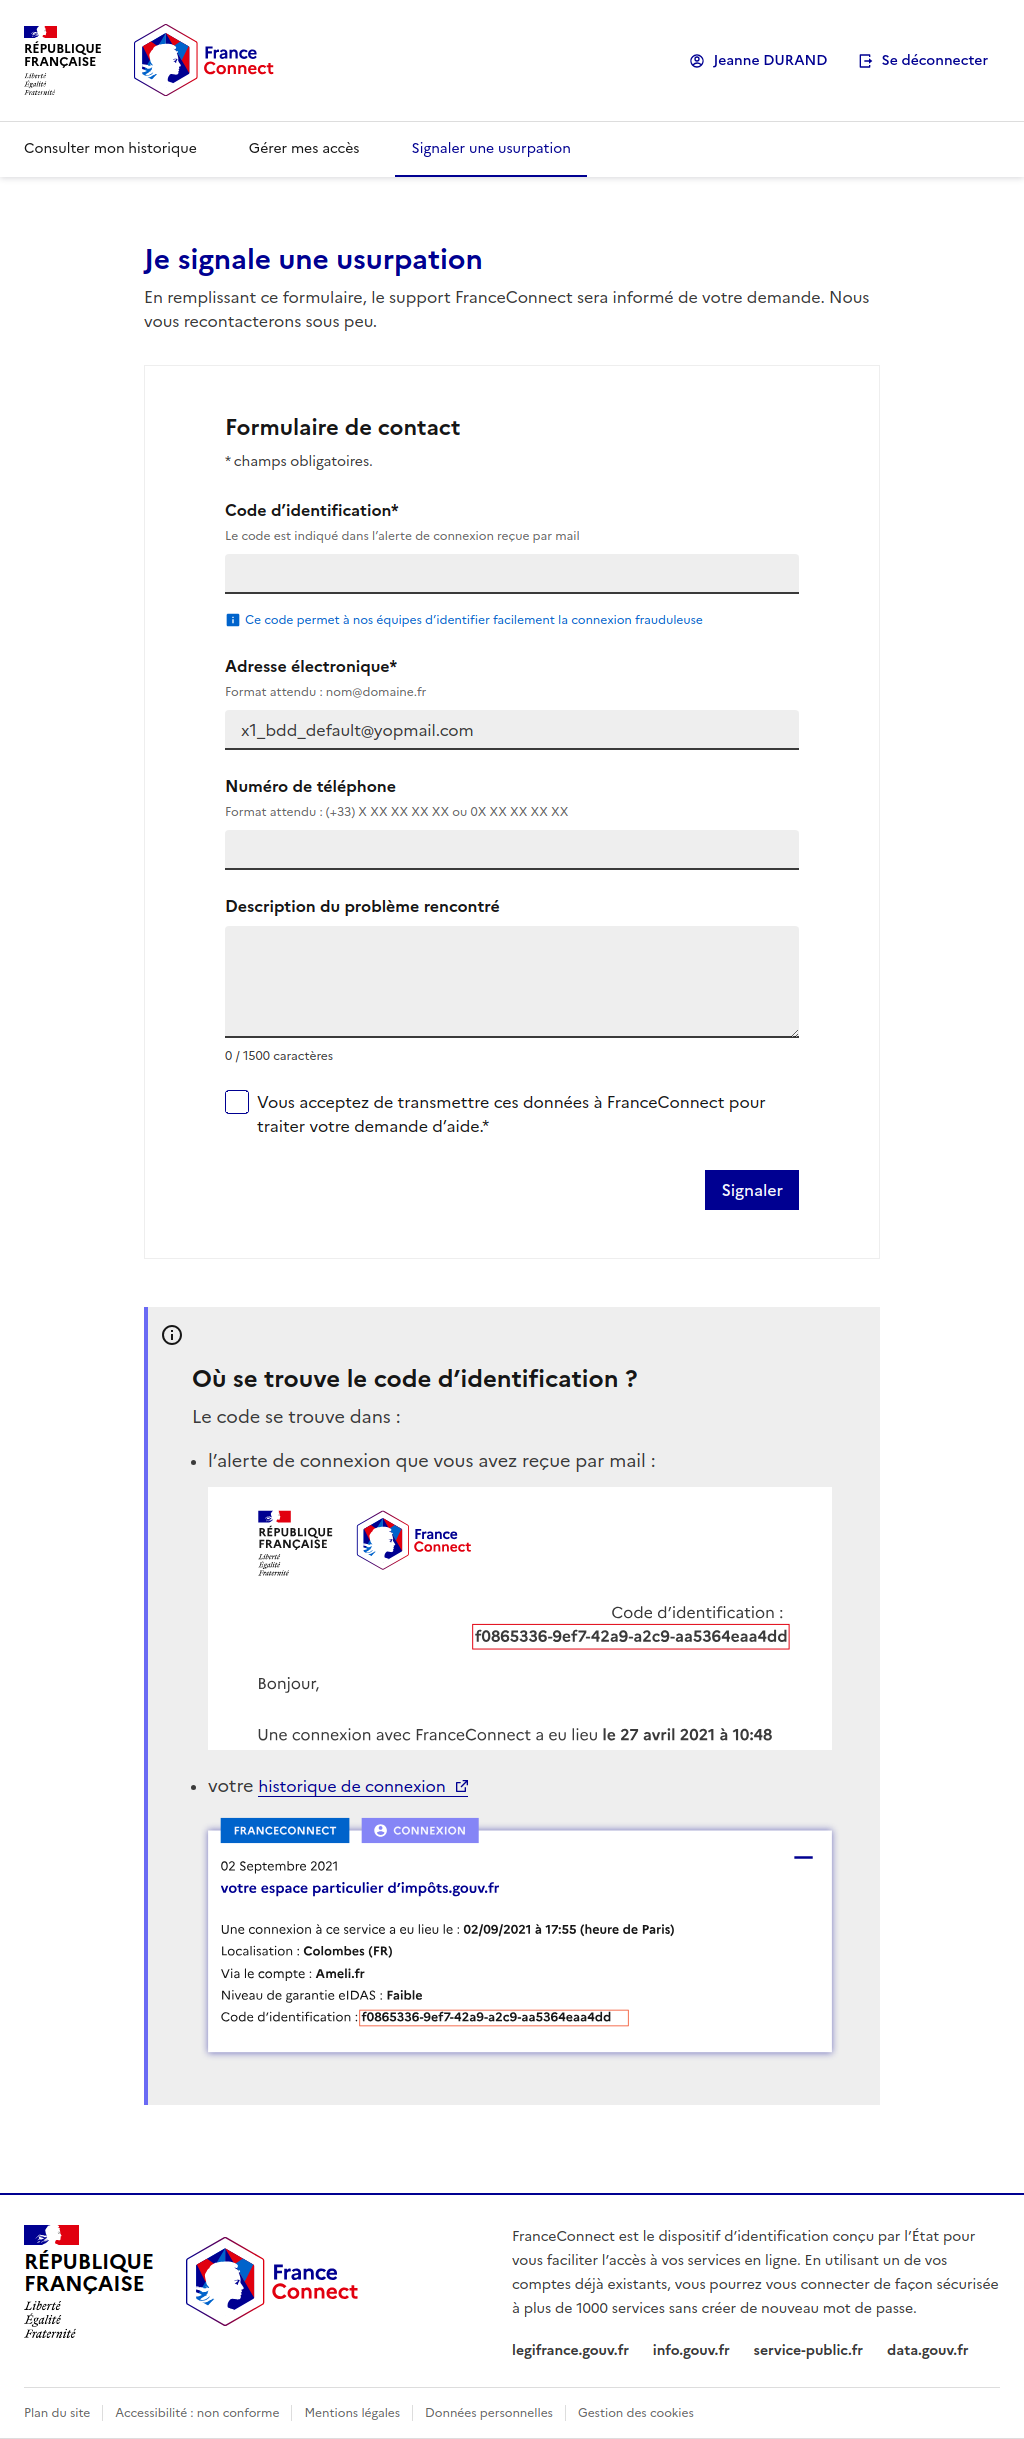 RÉPUBLIQUE
FRANÇAISE
Liberté
Égalité
Fraternité
France
Connect
Jeanne DURAND
Se déconnecter
Consulter mon historique
Gérer mes accès
Signaler une usurpation
Je signale une usurpation
En remplissant ce formulaire, le support FranceConnect sera informé de votre demande. Nous
vous recontacterons sous peu.
Formulaire de contact
* champs obligatoires.
Code d’identification*
Le code est indiqué dans l’alerte de connexion reçue par mail
Ce code permet à nos équipes d’identifier facilement la connexion frauduleuse
Adresse électronique*
Format attendu : nom@domaine.fr
x1_bdd_default@yopmail.com
Numéro de téléphone
Format attendu : (+33) X XX XX XX XX ou 0X XX XX XX XX
Description du problème rencontré
0 / 1500 caractères
Vous acceptez de transmettre ces données à FranceConnect pour
traiter votre demande d’aide.*
Signaler
Où se trouve le code d’identification ?
Le code se trouve dans :
• l’alerte de connexion que vous avez reçue par mail :
RÉPUBLIQUE
FRANÇAISE
Liberté
Égalité
Fraternité
France
Connect
Code d’identification :
f0865336-9ef7-42a9-a2c9-aa5364eaa4dd
Bonjour,
Une connexion avec FranceConnect a eu lieu le 27 avril 2021 à 10:48
• votre historique de connexion
FRANCECONNECT
CONNEXION
02 Septembre 2021
votre espace particulier d’impôts.gouv.fr
Une connexion à ce service a eu lieu le : 02/09/2021 à 17:55 (heure de Paris)
Localisation : Colombes (FR)
Via le compte : Ameli.fr
Niveau de garantie eIDAS : Faible
Code d’identification : f0865336-9ef7-42a9-a2c9-aa5364eaa4dd
RÉPUBLIQUE
FRANÇAISE
Liberté
Égalité
Fraternité
France
Connect
FranceConnect est le dispositif d’identification conçu par l’État pour
vous faciliter l’accès à vos services en ligne. En utilisant un de vos
comptes déjà existants, vous pourrez vous connecter de façon sécurisée
à plus de 1000 services sans créer de nouveau mot de passe.
legifrance.gouv.fr
info.gouv.fr
service-public.fr
data.gouv.fr
Plan du site
Accessibilité : non conforme
Mentions légales
Données personnelles
Gestion des cookies